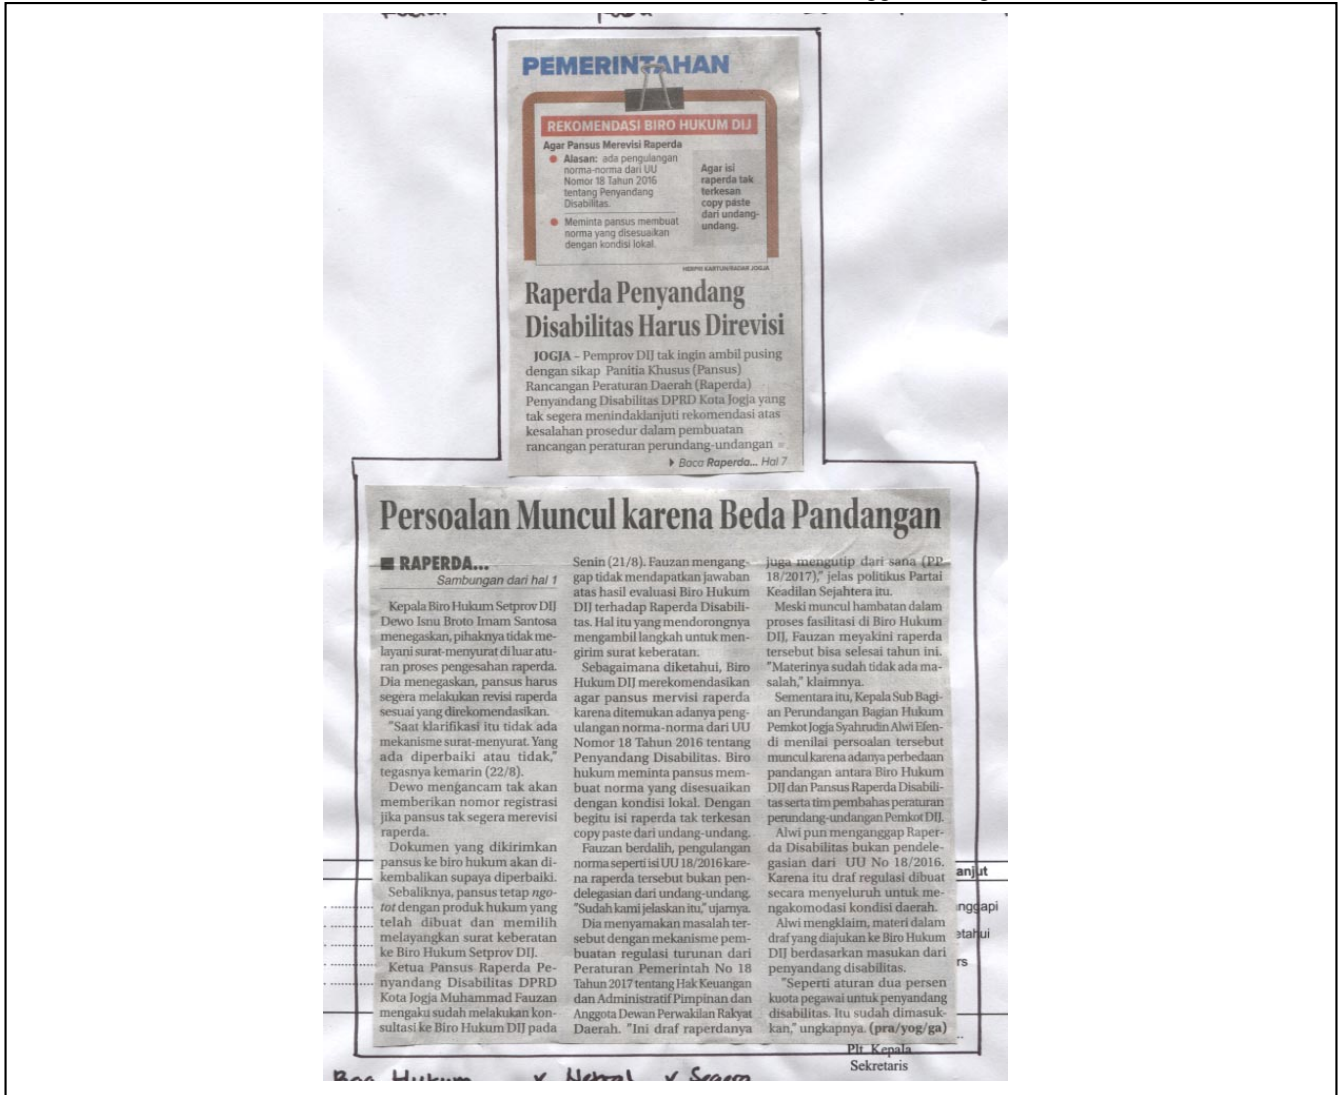 PEMERINTAHAN
REKOMENDASI BIRO HUKUM DIJ
Agar Pansus Merevisi Raperda
Alasan: ada pengulangan
norma-norma dari UU
Nomor 18 Tahun 2016
tentang Penyandang
Disabilitas.
Meminta pansus membuat
norma yang disesuaikan
dengan kondisi lokal.
Agar isi
raperda tak
terkesan
copy paste
dari undang-
undang.
HERPRI KARTUN/RADAR JOGJA
Raperda Penyandang
Disabilitas Harus Direvisi
JOGJA - Pemprov DIJ tak ingin ambil pusing
dengan sikap Panitia Khusus (Pansus)
Rancangan Peraturan Daerah (Raperda)
Penyandang Disabilitas DPRD Kota Jogja yang
tak segera menindaklanjuti rekomendasi atas
kesalahan prosedur dalam pembuatan
rancangan peraturan perundang-undangan
Baca Raperda... Hal 7
Persoalan Muncul karena Beda Pandangan
RAPERDA...
Sambungan dari hal 1
Kepala Biro Hukum Setprov DIJ
Dewo Isnu Broto Imam Santosa
menegaskan, pihaknya tidak me-
layani surat-menyurat di luar atu-
ran proses pengesahan raperda.
Dia menegaskan, pansus harus
segera melakukan revisi raperda
sesuai yang direkomendasikan.
"Saat klarifikasi itu tidak ada
mekanisme surat-menyurat. Yang
ada diperbaiki atau tidak,"
tegasnya kemarin (22/8).
Dewo mengancam tak akan
memberikan nomor registrasi
jika pansus tak segera merevisi
raperda.
Dokumen yang dikirimkan
pansus ke biro hukum akan di-
kembalikan supaya diperbaiki.
Sebaliknya, pansus tetap ngo-
tot dengan produk hukum yang
telah dibuat dan memilih
melayangkan surat keberatan
ke Biro Hukum Setprov DIJ.
Ketua Pansus Raperda Pe-
nyandang Disabilitas DPRD
Kota Jogja Muhammad Fauzan
mengaku sudah melakukan kon-
sultasi ke Biro Hukum DIJ pada
Senin (21/8). Fauzan mengang-
gap tidak mendapatkan jawaban
atas hasil evaluasi Biro Hukum
DIJ terhadap Raperda Disabili-
tas. Hal itu yang mendorongnya
mengambil langkah untuk men-
girim surat keberatan.
Sebagaimana diketahui, Biro
Hukum DIJ merekomendasikan
agar pansus mervisi raperda
karena ditemukan adanya peng-
ulangan norma-norma dari UU
Nomor 18 Tahun 2016 tentang
Penyandang Disabilitas. Biro
hukum meminta pansus mem-
buat norma yang disesuaikan
dengan kondisi lokal. Dengan
begitu isi raperda tak terkesan
copy paste dari undang-undang.
Fauzan berdalih, pengulangan
norma seperti isi UU 18/2016 kare-
na raperda tersebut bukan pen-
delegasian dari undang-undang.
"Sudah kami jelaskan itu," ujarnya.
Dia menyamakan masalah ter-
sebut dengan mekanisme pem-
buatan regulasi turunan dari
Peraturan Pemerintah No 18
Tahun 2017 tentang Hak Keuangan
dan Administratif Pimpinan dan
Anggota Dewan Perwakilan Rakyat
Daerah. "Ini draf raperdanya
juga mengutip dari sana (PP
18/2017)," jelas politikus Partai
Keadilan Sejahtera itu.
Meski muncul hambatan dalam
proses fasilitasi di Biro Hukum
DIJ, Fauzan meyakini raperda
tersebut bisa selesai tahun ini.
"Materinya sudah tidak ada ma-
salah," klaimnya.
Sementara itu, Kepala Sub Bagi-
an Perundangan Bagian Hukum
Pemkot Jogja Syahrudin Alwi Efen-
di menilai persoalan tersebut
muncul karena adanya perbedaan
pandangan antara Biro Hukum
DIJ dan Pansus Raperda Disabili-
tas serta tim pembahas peraturan
perundang-undangan Pemkot DIJ.
Alwi pun menganggap Raper-
da Disabilitas bukan pendele-
gasian dari UU No 18/2016.
Karena itu draf regulasi dibuat
secara menyeluruh untuk me-
ngakomodasi kondisi daerah.
Alwi mengklaim, materi dalam
draf yang diajukan ke Biro Hukum
DIJ berdasarkan masukan dari
penyandang disabilitas.
"Seperti aturan dua persen
kuota pegawai untuk penyandang
disabilitas. Itu sudah dimasuk-
kan," ungkapnya. (pra/yog/ga)
anjut
nggapi
etahui
rs
Plt. Kepala
Sekretaris
Bag Hukum v Netral v Segera